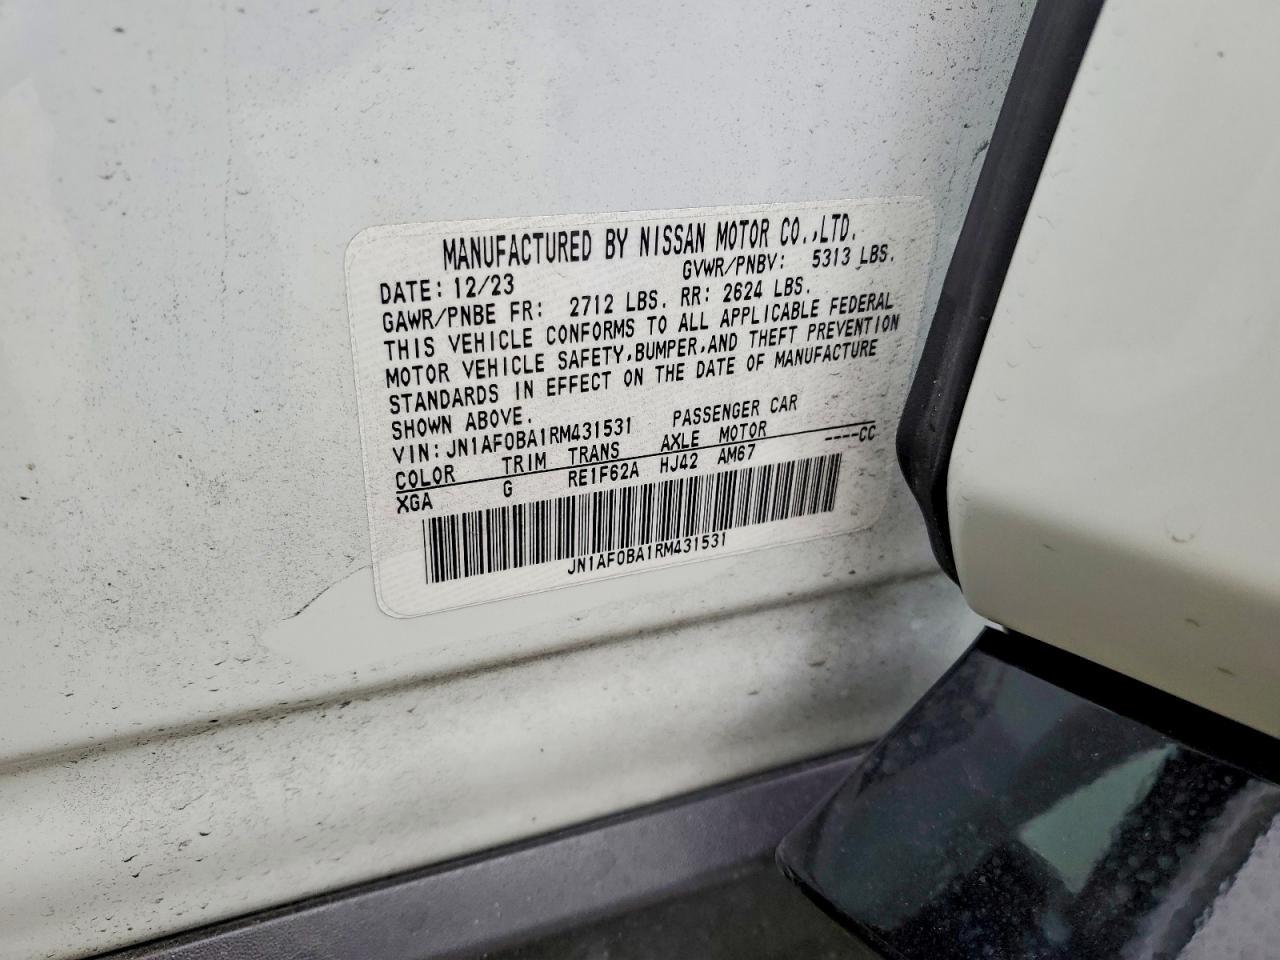 MANUFACTURED BY NISSAN MOTOR CO.,LTD.
DATE: 12/23 GVWR/PNBV: 5313 LBS.
GAWR/PNBE FR: 2712 LBS. RR: 2624 LBS.
THIS VEHICLE CONFORMS TO ALL APPLICABLE FEDERAL
MOTOR VEHICLE SAFETY,BUMPER,AND THEFT PREVENTION
STANDARDS IN EFFECT ON THE DATE OF MANUFACTURE
SHOWN ABOVE.
VIN: JN1AF0BA1RM431531 PASSENGER CAR
COLOR TRIM TRANS AXLE MOTOR ----CC
XGA G RE1F62A HJ42 AM67
JN1AF0BA1RM431531